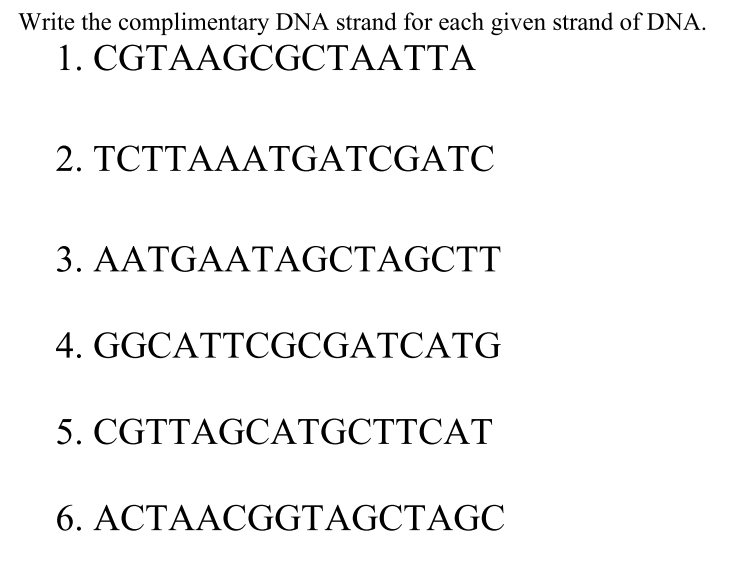 Write the complimentary DNA strand for each given strand of DNA.
1. CGTAAGCGCTAATTA
2. TCTTAAATGATCGATC
3. AATGAATAGCTAGCTT
4. GGCATTCGCGATCATG
5. CGTTAGCATGCTTCAT
6. ACTAACGGTAGCTAGC